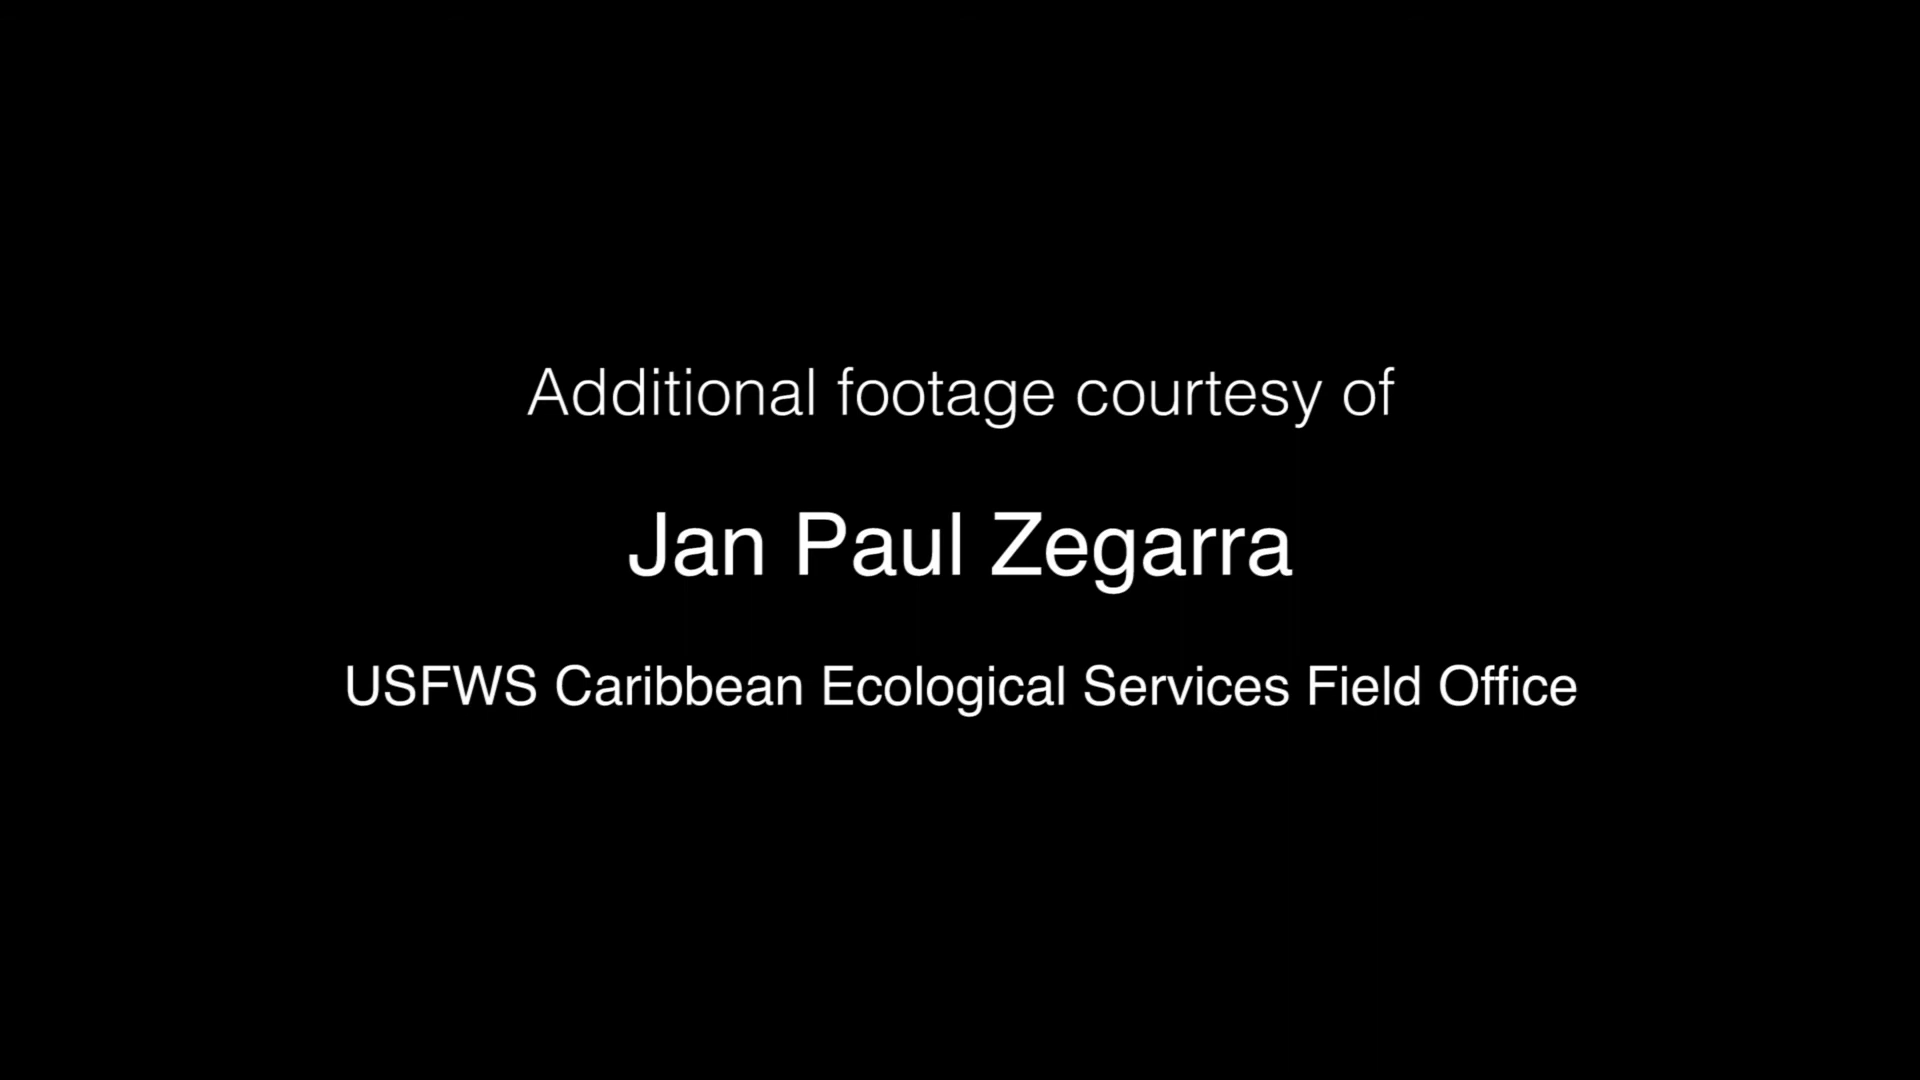 Additional footage courtesy of
Jan Paul Zegarra
USFWS Caribbean Ecological Services Field Office